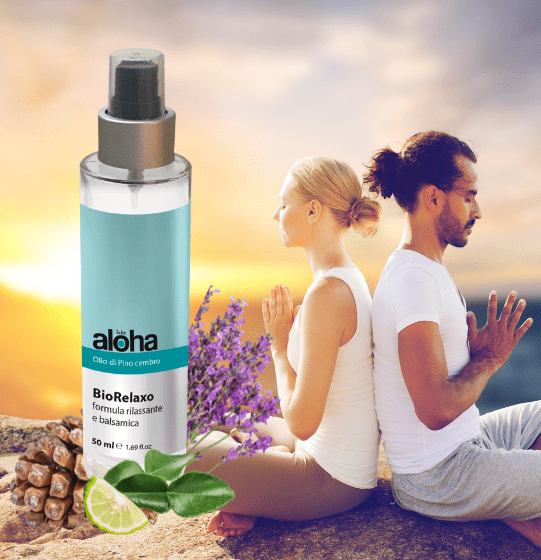 aloha
Olio di Pino cembro
BioRelaxo
formula rilassante
e balsamica
50 ml e 1.69 fl.oz